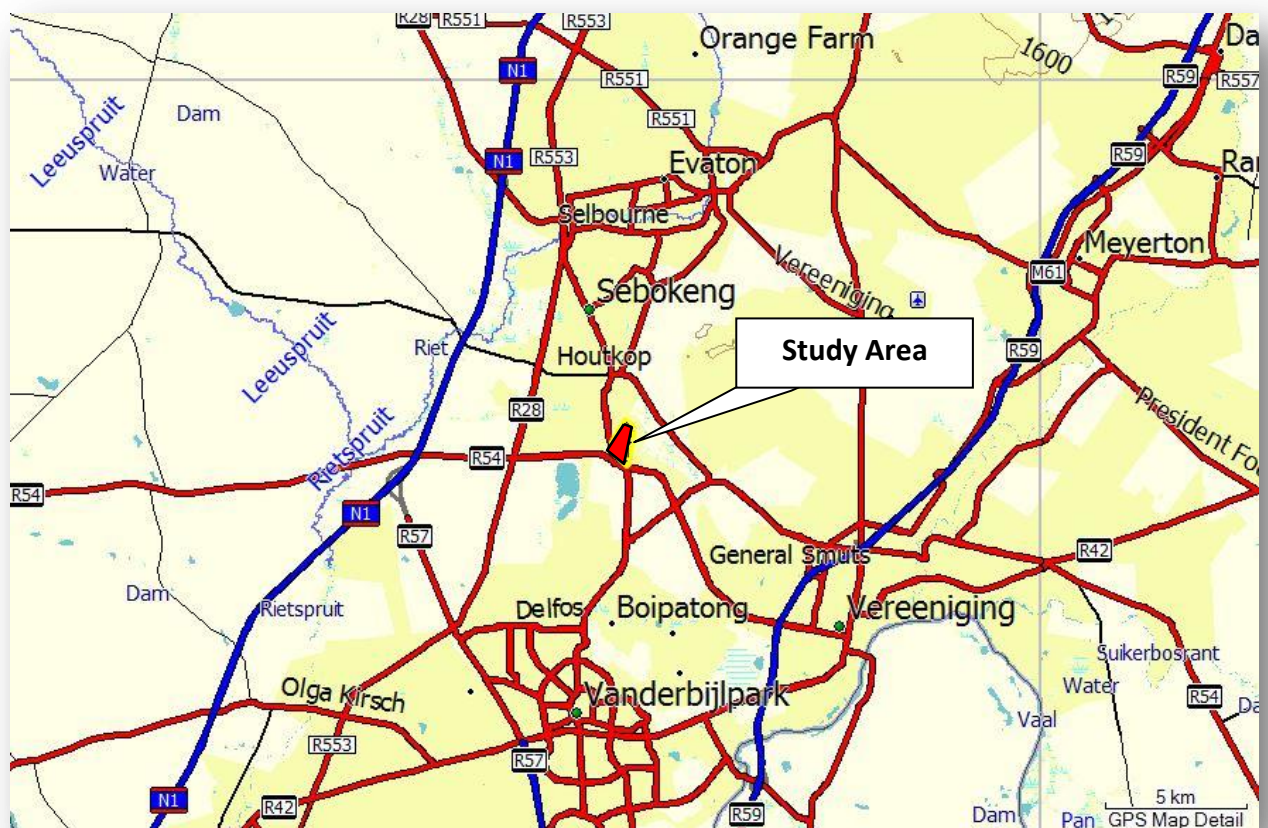 R28
R551
R553
N1
Orange Farm
1600
Da
R59
R557
R551
Leeuspruit
Dam
R551
N1
R553
R59
Water
Evaton
Ra
Selbourne
Meyerton
Vereeniging
M61
Sebokeng
Leeuspruit
Riet
Houtkop
Study Area
R59
R28
President Fo
Rietspruit
R54
R54
N1
R57
R42
General Smuts
Dam
Rietspruit
Delfos
Boipatong
Vereeniging
Suikerbosrant
Water
Olga Kirsch
Vanderbijlpark
R54
Da
Vaal
R553
R57
N1
R42
R59
Dam
Pan
5 km
GPS Map Detail